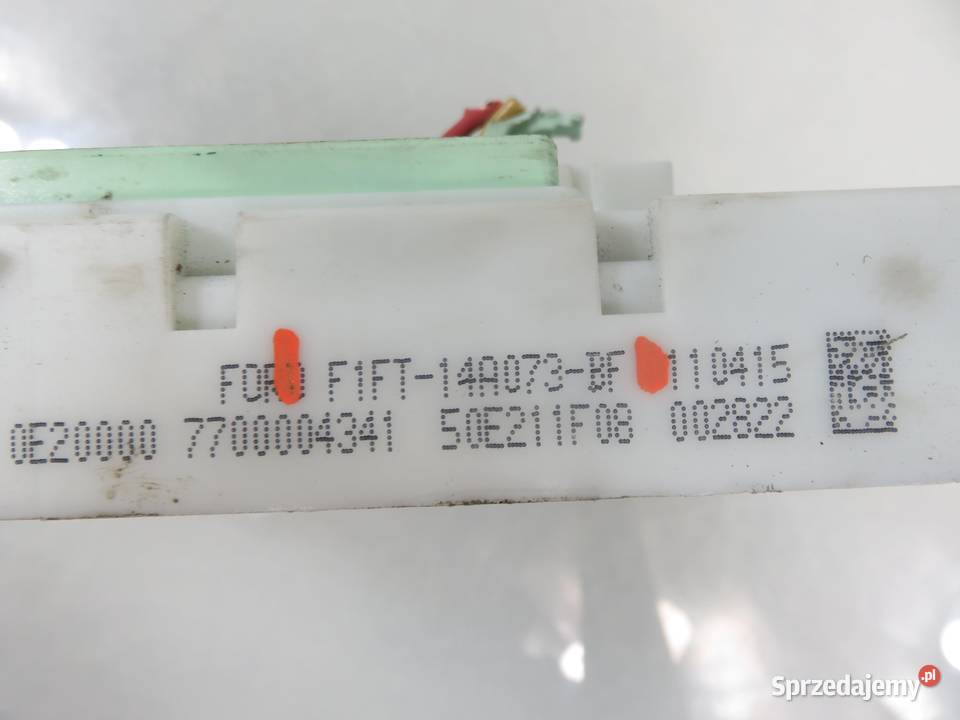 FORD F1FT-14A073-BF 110415
0E20000 7700004341 50E211F08 002822
Sprzedajemy.pl